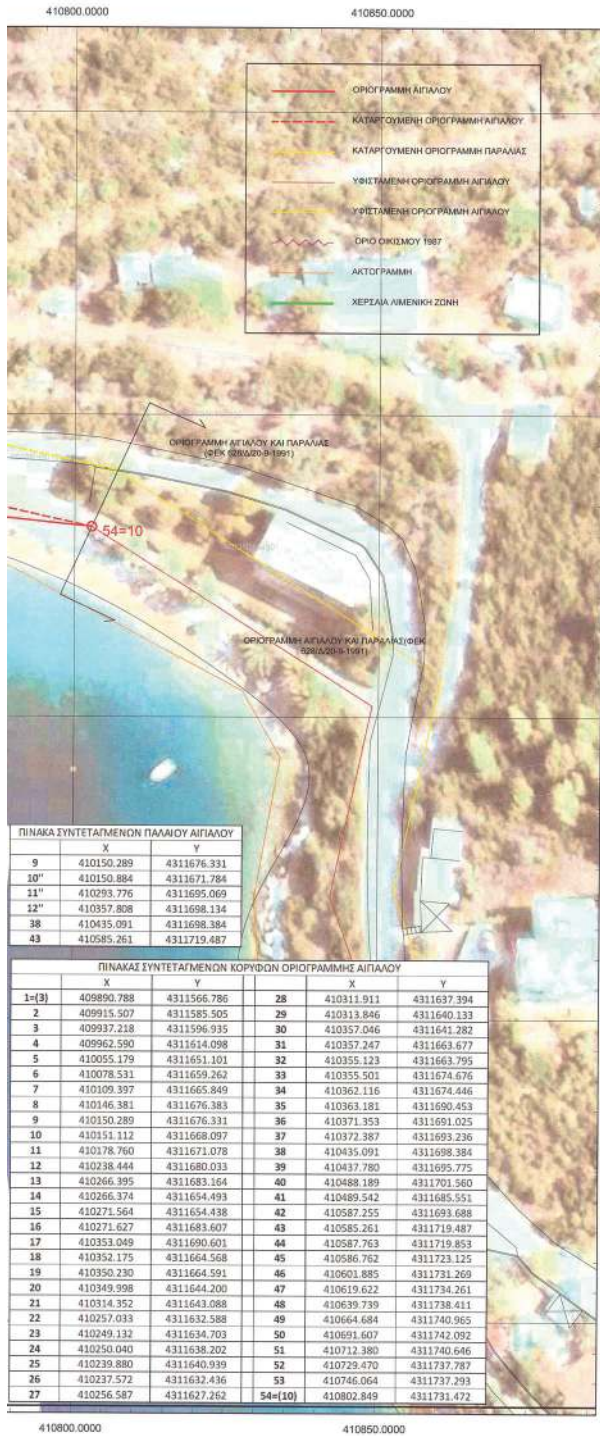 410800.0000 410850.0000
ΟΡΙΟΓΡΑΜΜΗ ΑΙΓΙΑΛΟΥ
ΚΑΤΑΡΓΟΥΜΕΝΗ ΟΡΙΟΓΡΑΜΜΗ ΑΙΓΙΑΛΟΥ
ΚΑΤΑΡΓΟΥΜΕΝΗ ΟΡΙΟΓΡΑΜΜΗ ΠΑΡΑΛΙΑΣ
ΥΦΙΣΤΑΜΕΝΗ ΟΡΙΟΓΡΑΜΜΗ ΑΙΓΙΑΛΟΥ
ΥΦΙΣΤΑΜΕΝΗ ΟΡΙΟΓΡΑΜΜΗ ΑΙΓΙΑΛΟΥ
ΟΡΙΟ ΟΙΚΙΣΜΟΥ 1987
ΑΚΤΟΓΡΑΜΜΗ
ΧΕΡΣΑΙΑ ΛΙΜΕΝΙΚΗ ΖΩΝΗ
ΟΡΙΟΓΡΑΜΜΗ ΑΙΓΙΑΛΟΥ ΚΑΙ ΠΑΡΑΛΙΑΣ
(ΦΕΚ 628/Δ/20-9-1991)
54=10
ΟΡΙΟΓΡΑΜΜΗ ΑΙΓΙΑΛΟΥ ΚΑΙ ΠΑΡΑΛΙΑΣ(ΦΕΚ
628/Δ/20-9-1991)
ΠΙΝΑΚΑ ΣΥΝΤΕΤΑΓΜΕΝΩΝ ΠΑΛΑΙΟΥ ΑΙΓΙΑΛΟΥ
X Y
9 410150.289 4311676.331
10" 410150.884 4311671.784
11" 410293.776 4311695.069
12" 410357.808 4311698.134
38 410435.091 4311698.384
43 410585.261 4311719.487
ΠΙΝΑΚΑΣ ΣΥΝΤΕΤΑΓΜΕΝΩΝ ΚΟΡΥΦΩΝ ΟΡΙΟΓΡΑΜΜΗΣ ΑΙΓΙΑΛΟΥ
X Y X Y
1=(3) 409890.788 4311566.786 28 410311.911 4311637.394
2 409915.507 4311585.505 29 410313.846 4311640.133
3 409937.218 4311596.935 30 410357.046 4311641.282
4 409962.590 4311614.098 31 410357.247 4311663.677
5 410055.179 4311651.101 32 410355.123 4311663.795
6 410078.531 4311659.262 33 410355.501 4311674.676
7 410109.397 4311665.849 34 410362.116 4311674.446
8 410146.381 4311676.383 35 410363.181 4311690.453
9 410150.289 4311676.331 36 410371.353 4311691.025
10 410151.112 4311668.097 37 410372.387 4311693.236
11 410178.760 4311671.078 38 410435.091 4311698.384
12 410238.444 4311680.033 39 410437.780 4311695.775
13 410266.395 4311683.164 40 410488.189 4311701.560
14 410266.374 4311654.493 41 410489.542 4311685.551
15 410271.564 4311654.438 42 410587.255 4311693.688
16 410271.627 4311683.607 43 410585.261 4311719.487
17 410353.049 4311690.601 44 410587.763 4311719.853
18 410352.175 4311664.568 45 410586.762 4311723.125
19 410350.230 4311664.591 46 410601.885 4311731.269
20 410349.998 4311644.200 47 410619.622 4311734.261
21 410314.352 4311643.088 48 410639.739 4311738.411
22 410257.033 4311632.588 49 410664.684 4311740.965
23 410249.132 4311634.703 50 410691.607 4311742.092
24 410250.040 4311638.202 51 410712.380 4311740.646
25 410239.880 4311640.939 52 410729.470 4311737.787
26 410237.572 4311632.436 53 410746.064 4311737.293
27 410256.587 4311627.262 54=(10) 410802.849 4311731.472
410800.0000 410850.0000